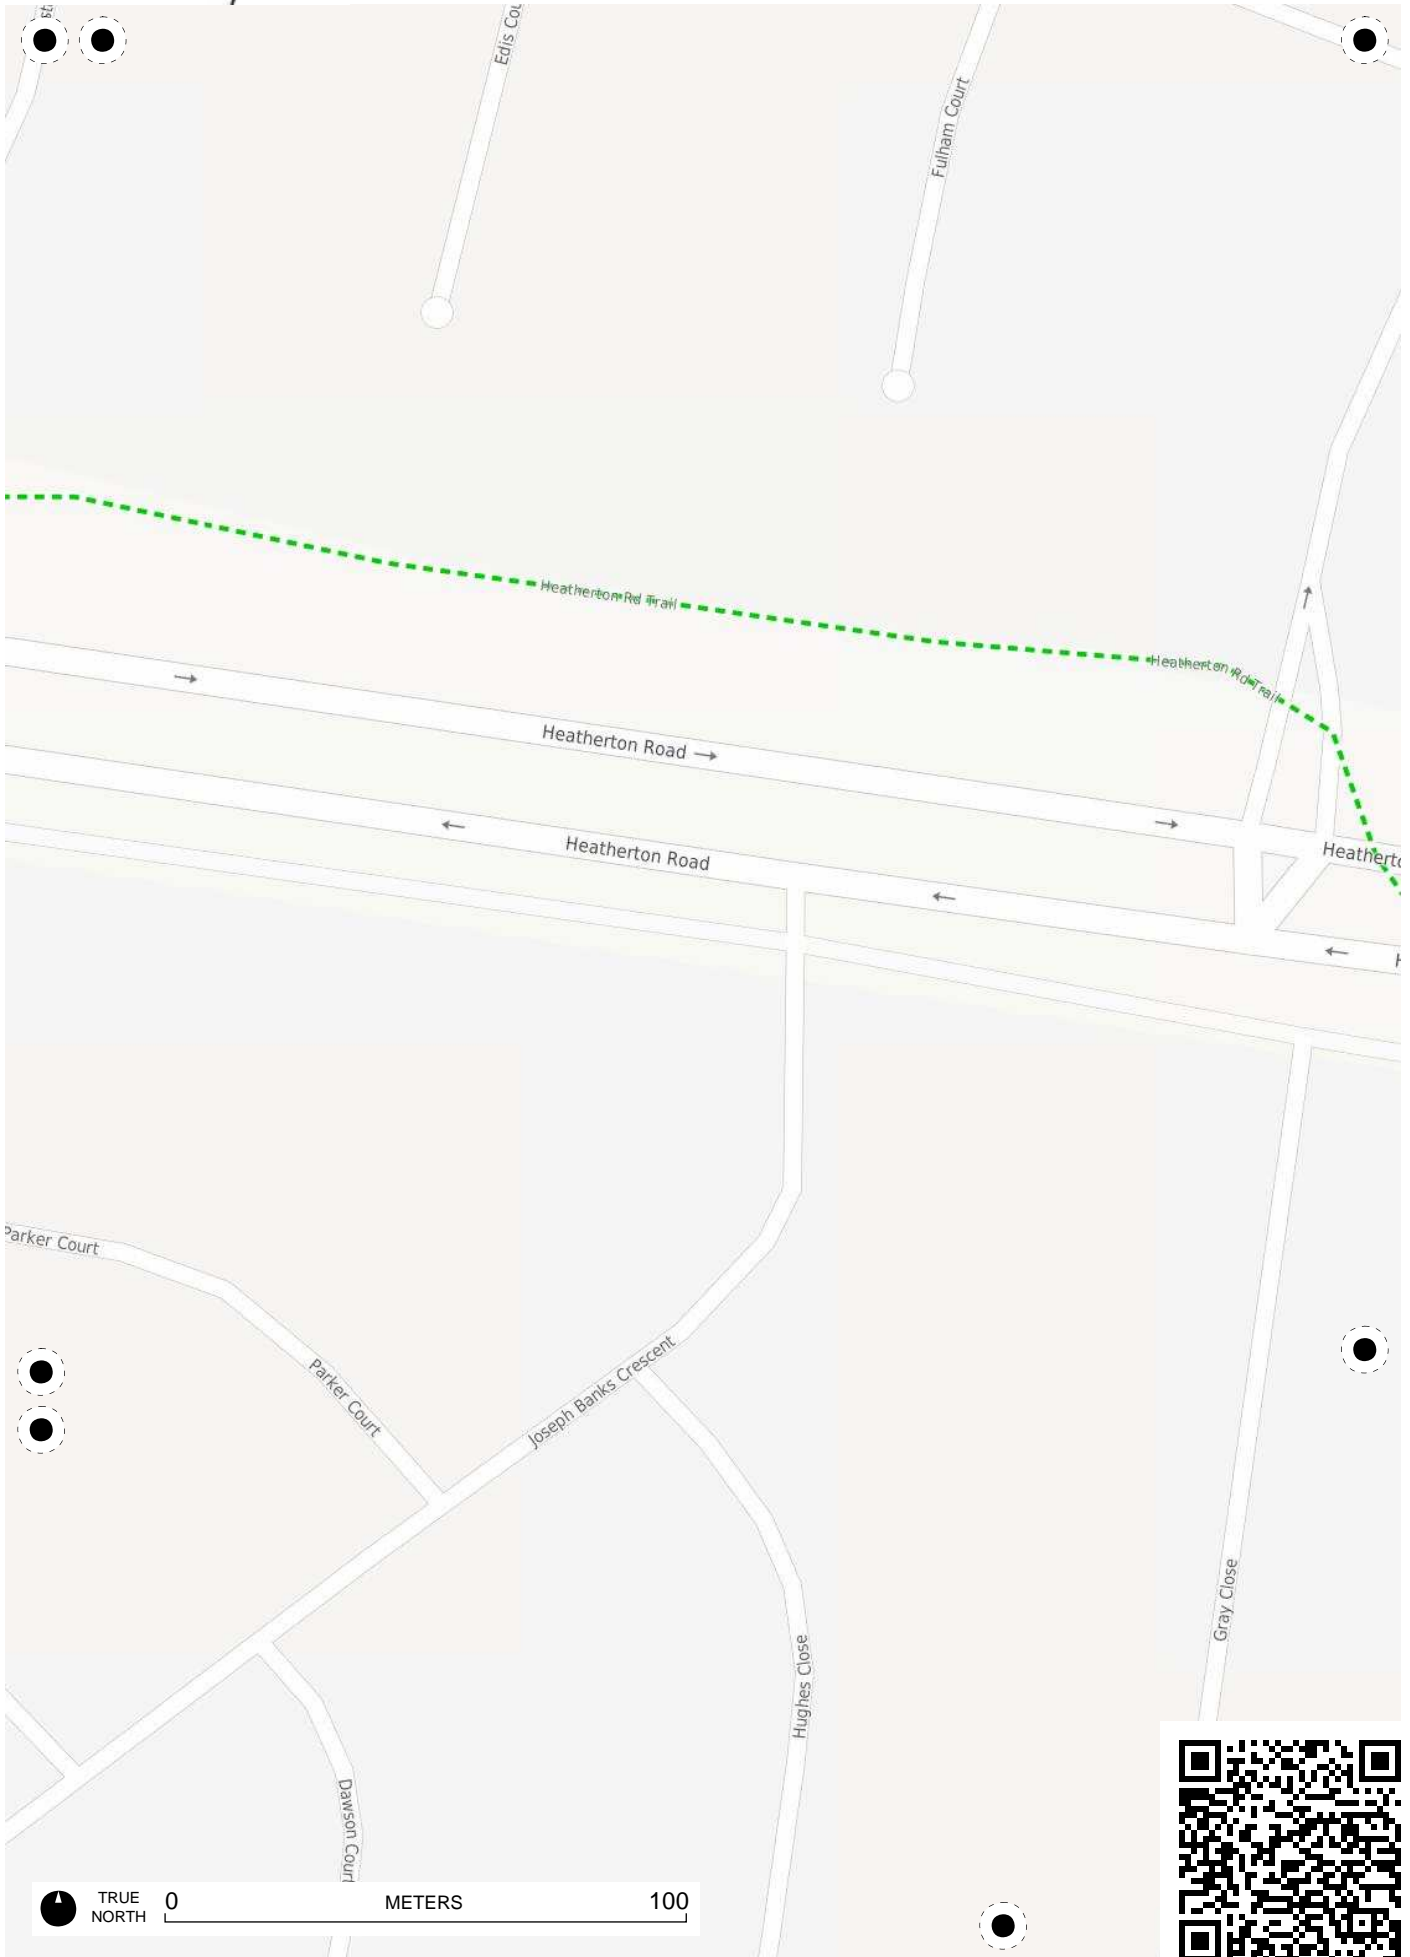 Edis Cou
Fulham Court
Heatherton Rd Trail
Heatherton Rd Trail
Heatherton Road →
Heatherton Road
Heatherto
H
Parker Court
Parker Court
Joseph Banks Crescent
Gray Close
Hughes Close
Dawson Court
TRUE
NORTH
0 METERS 100